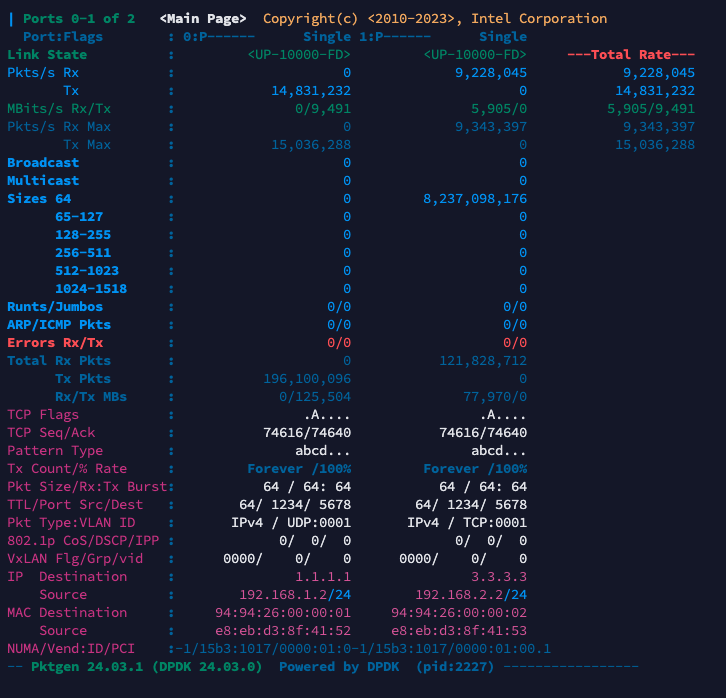 | Ports 0-1 of 2   <Main Page>  Copyright(c) <2010-2023>, Intel Corporation
  Port:Flags        : 0:P------      Single 1:P------      Single
Link State          :         <UP-10000-FD>         <UP-10000-FD>     ---Total Rate---
Pkts/s Rx           :                     0             9,228,045            9,228,045
       Tx           :            14,831,232                     0           14,831,232
MBits/s Rx/Tx       :               0/9,491               5,905/0          5,905/9,491
Pkts/s Rx Max       :                     0             9,343,397            9,343,397
       Tx Max       :            15,036,288                     0           15,036,288
Broadcast           :                     0                     0
Multicast           :                     0                     0
Sizes 64            :                     0         8,237,098,176
      65-127        :                     0                     0
      128-255       :                     0                     0
      256-511       :                     0                     0
      512-1023      :                     0                     0
      1024-1518     :                     0                     0
Runts/Jumbos        :                   0/0                   0/0
ARP/ICMP Pkts       :                   0/0                   0/0
Errors Rx/Tx        :                   0/0                   0/0
Total Rx Pkts       :                     0           121,828,712
      Tx Pkts       :           196,100,096                     0
      Rx/Tx MBs     :             0/125,504              77,970/0
TCP Flags           :                .A....                .A....
TCP Seq/Ack         :           74616/74640           74616/74640
Pattern Type        :               abcd...               abcd...
Tx Count/% Rate     :         Forever /100%         Forever /100%
Pkt Size/Rx:Tx Burst:           64 / 64: 64           64 / 64: 64
TTL/Port Src/Dest   :        64/ 1234/ 5678        64/ 1234/ 5678
Pkt Type:VLAN ID    :       IPv4 / UDP:0001       IPv4 / TCP:0001
802.1p CoS/DSCP/IPP :             0/  0/  0             0/  0/  0
VxLAN Flg/Grp/vid   :      0000/    0/    0      0000/    0/    0
IP  Destination     :               1.1.1.1               3.3.3.3
    Source          :        192.168.1.2/24        192.168.2.2/24
MAC Destination     :     94:94:26:00:00:01     94:94:26:00:00:02
    Source          :     e8:eb:d3:8f:41:52     e8:eb:d3:8f:41:53
NUMA/Vend:ID/PCI    :-1/15b3:1017/0000:01:0-1/15b3:1017/0000:01:00.1
-- Pktgen 24.03.1 (DPDK 24.03.0)  Powered by DPDK  (pid:2227) -----------------